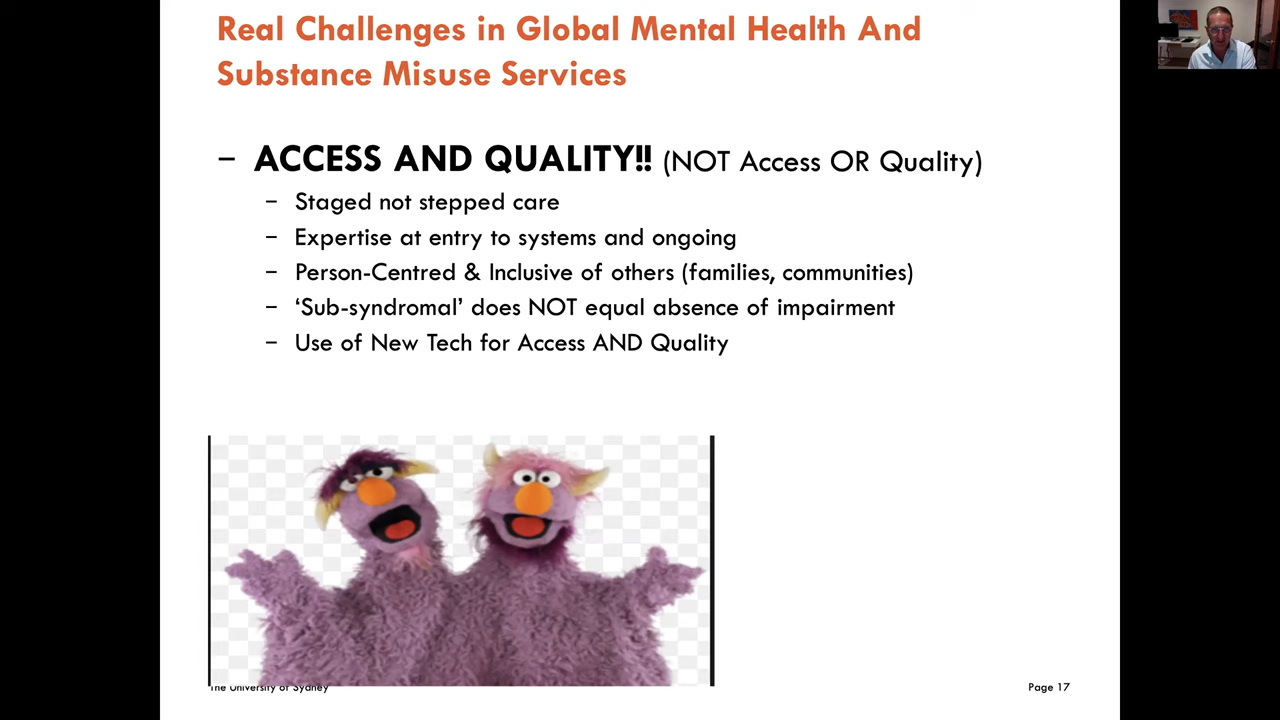 Real Challenges in Global Mental Health And
Substance Misuse Services
– ACCESS AND QUALITY!! (NOT Access OR Quality)
– Staged not stepped care
– Expertise at entry to systems and ongoing
– Person-Centred & Inclusive of others (families, communities)
– ‘Sub-syndromal’ does NOT equal absence of impairment
– Use of New Tech for Access AND Quality
The University of Sydney
Page 17